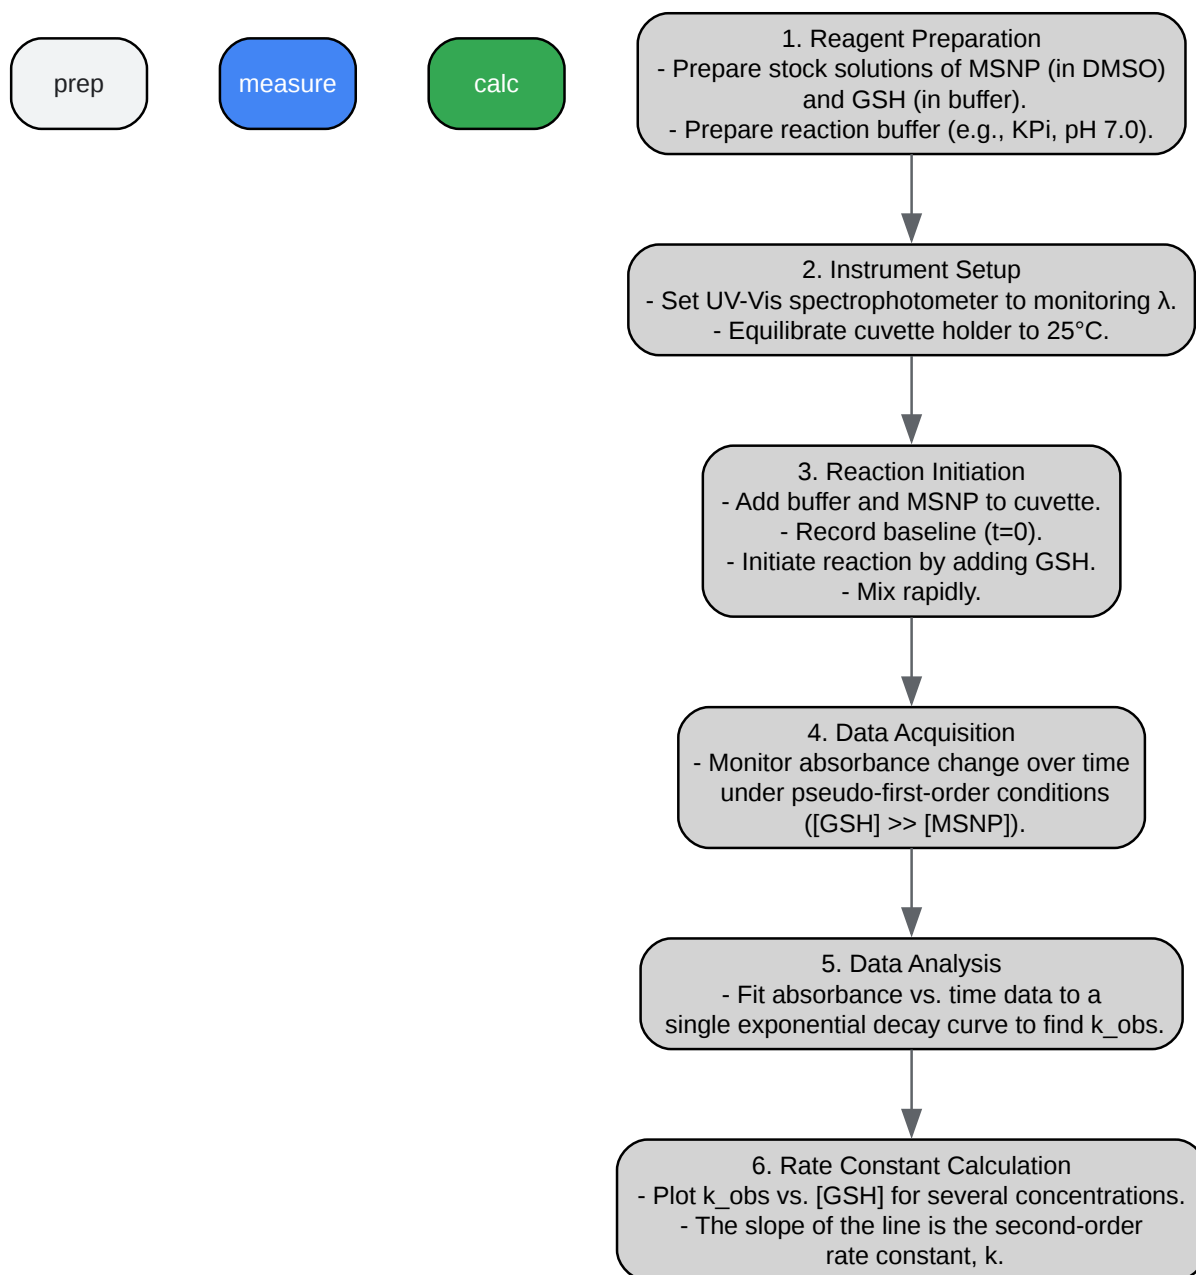 prep
measure
calc
1. Reagent Preparation
- Prepare stock solutions of MSNP (in DMSO)
and GSH (in buffer).
- Prepare reaction buffer (e.g., KPi, pH 7.0).
2. Instrument Setup
- Set UV-Vis spectrophotometer to monitoring λ.
- Equilibrate cuvette holder to 25°C.
3. Reaction Initiation
- Add buffer and MSNP to cuvette.
- Record baseline (t=0).
- Initiate reaction by adding GSH.
- Mix rapidly.
4. Data Acquisition
- Monitor absorbance change over time
under pseudo-first-order conditions
([GSH] >> [MSNP]).
5. Data Analysis
- Fit absorbance vs. time data to a
single exponential decay curve to find k_obs.
6. Rate Constant Calculation
- Plot k_obs vs. [GSH] for several concentrations.
- The slope of the line is the second-order
rate constant, k.